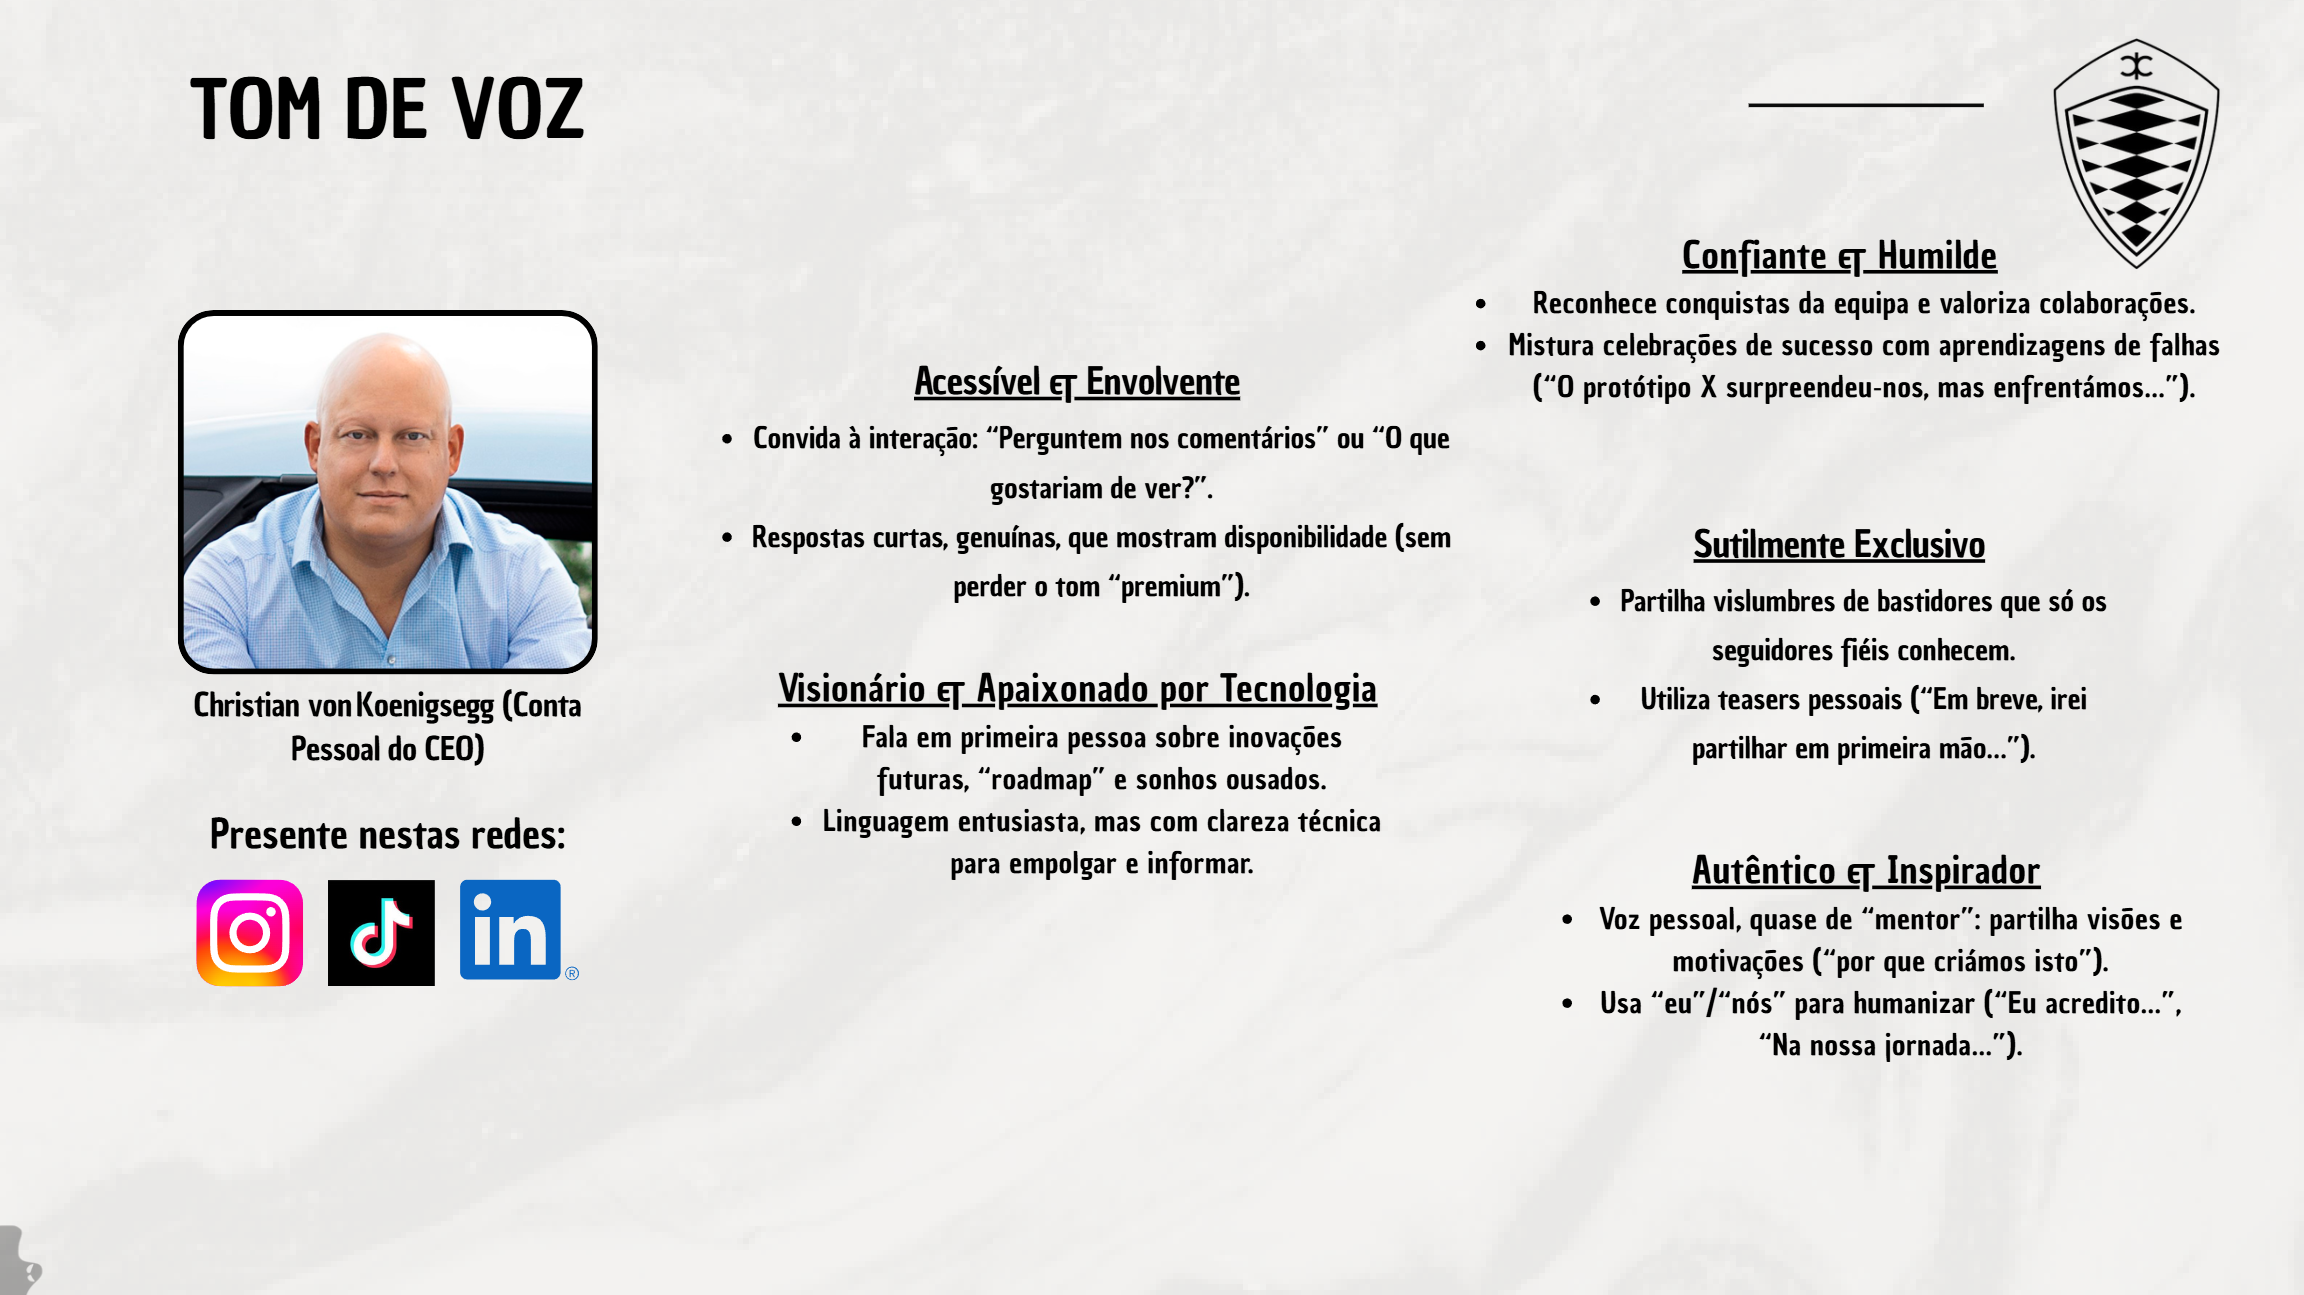 TOM DE VOZ
Christian von Koenigsegg (Conta
Pessoal do CEO)
Presente nestas redes:
in
®
Acessível & Envolvente
• Convida à interação: “Perguntem nos comentários” ou “O que
gostariam de ver?”.
• Respostas curtas, genuínas, que mostram disponibilidade (sem
perder o tom “premium”).
Visionário & Apaixonado por Tecnologia
• Fala em primeira pessoa sobre inovações
futuras, “roadmap” e sonhos ousados.
• Linguagem entusiasta, mas com clareza técnica
para empolgar e informar.
Confiante & Humilde
• Reconhece conquistas da equipa e valoriza colaborações.
• Mistura celebrações de sucesso com aprendizagens de falhas
(“O protótipo X surpreendeu-nos, mas enfrentámos...”).
Sutilmente Exclusivo
• Partilha vislumbres de bastidores que só os
seguidores fiéis conhecem.
• Utiliza teasers pessoais (“Em breve, irei
partilhar em primeira mão...”).
Autêntico & Inspirador
• Voz pessoal, quase de “mentor”: partilha visões e
motivações (“por que criámos isto”).
• Usa “eu”/“nós” para humanizar (“Eu acredito...”,
“Na nossa jornada...”).